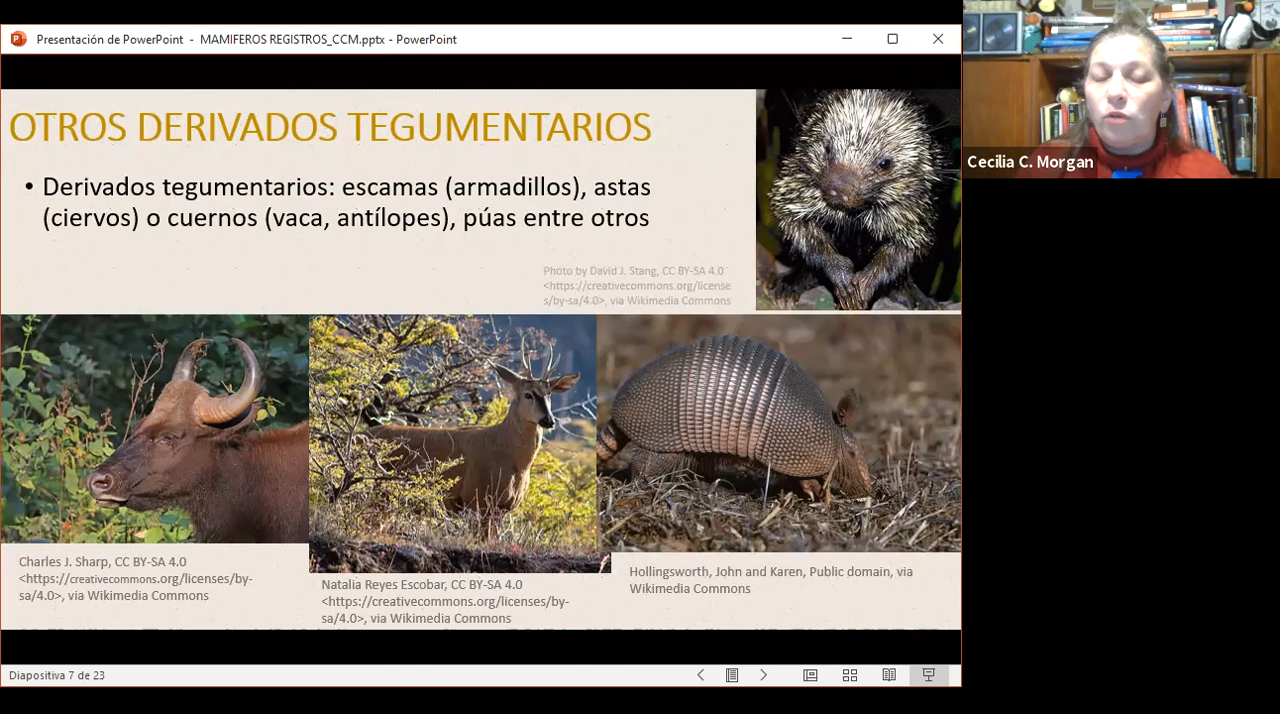 Presentación de PowerPoint - MAMIFEROS REGISTROS_CCM.pptx - PowerPoint
OTROS DERIVADOS TEGUMENTARIOS
• Derivados tegumentarios: escamas (armadillos), astas
(ciervos) o cuernos (vaca, antílopes), púas entre otros
Photo by David J. Stang, CC BY-SA 4.0
<https://creativecommons.org/license
s/by-sa/4.0>, via Wikimedia Commons
Charles J. Sharp, CC BY-SA 4.0
<https://creativecommons.org/licenses/by-
sa/4.0>, via Wikimedia Commons
Natalia Reyes Escobar, CC BY-SA 4.0
<https://creativecommons.org/licenses/by-
sa/4.0>, via Wikimedia Commons
Hollingsworth, John and Karen, Public domain, via
Wikimedia Commons
Diapositiva 7 de 23
Cecilia C. Morgan